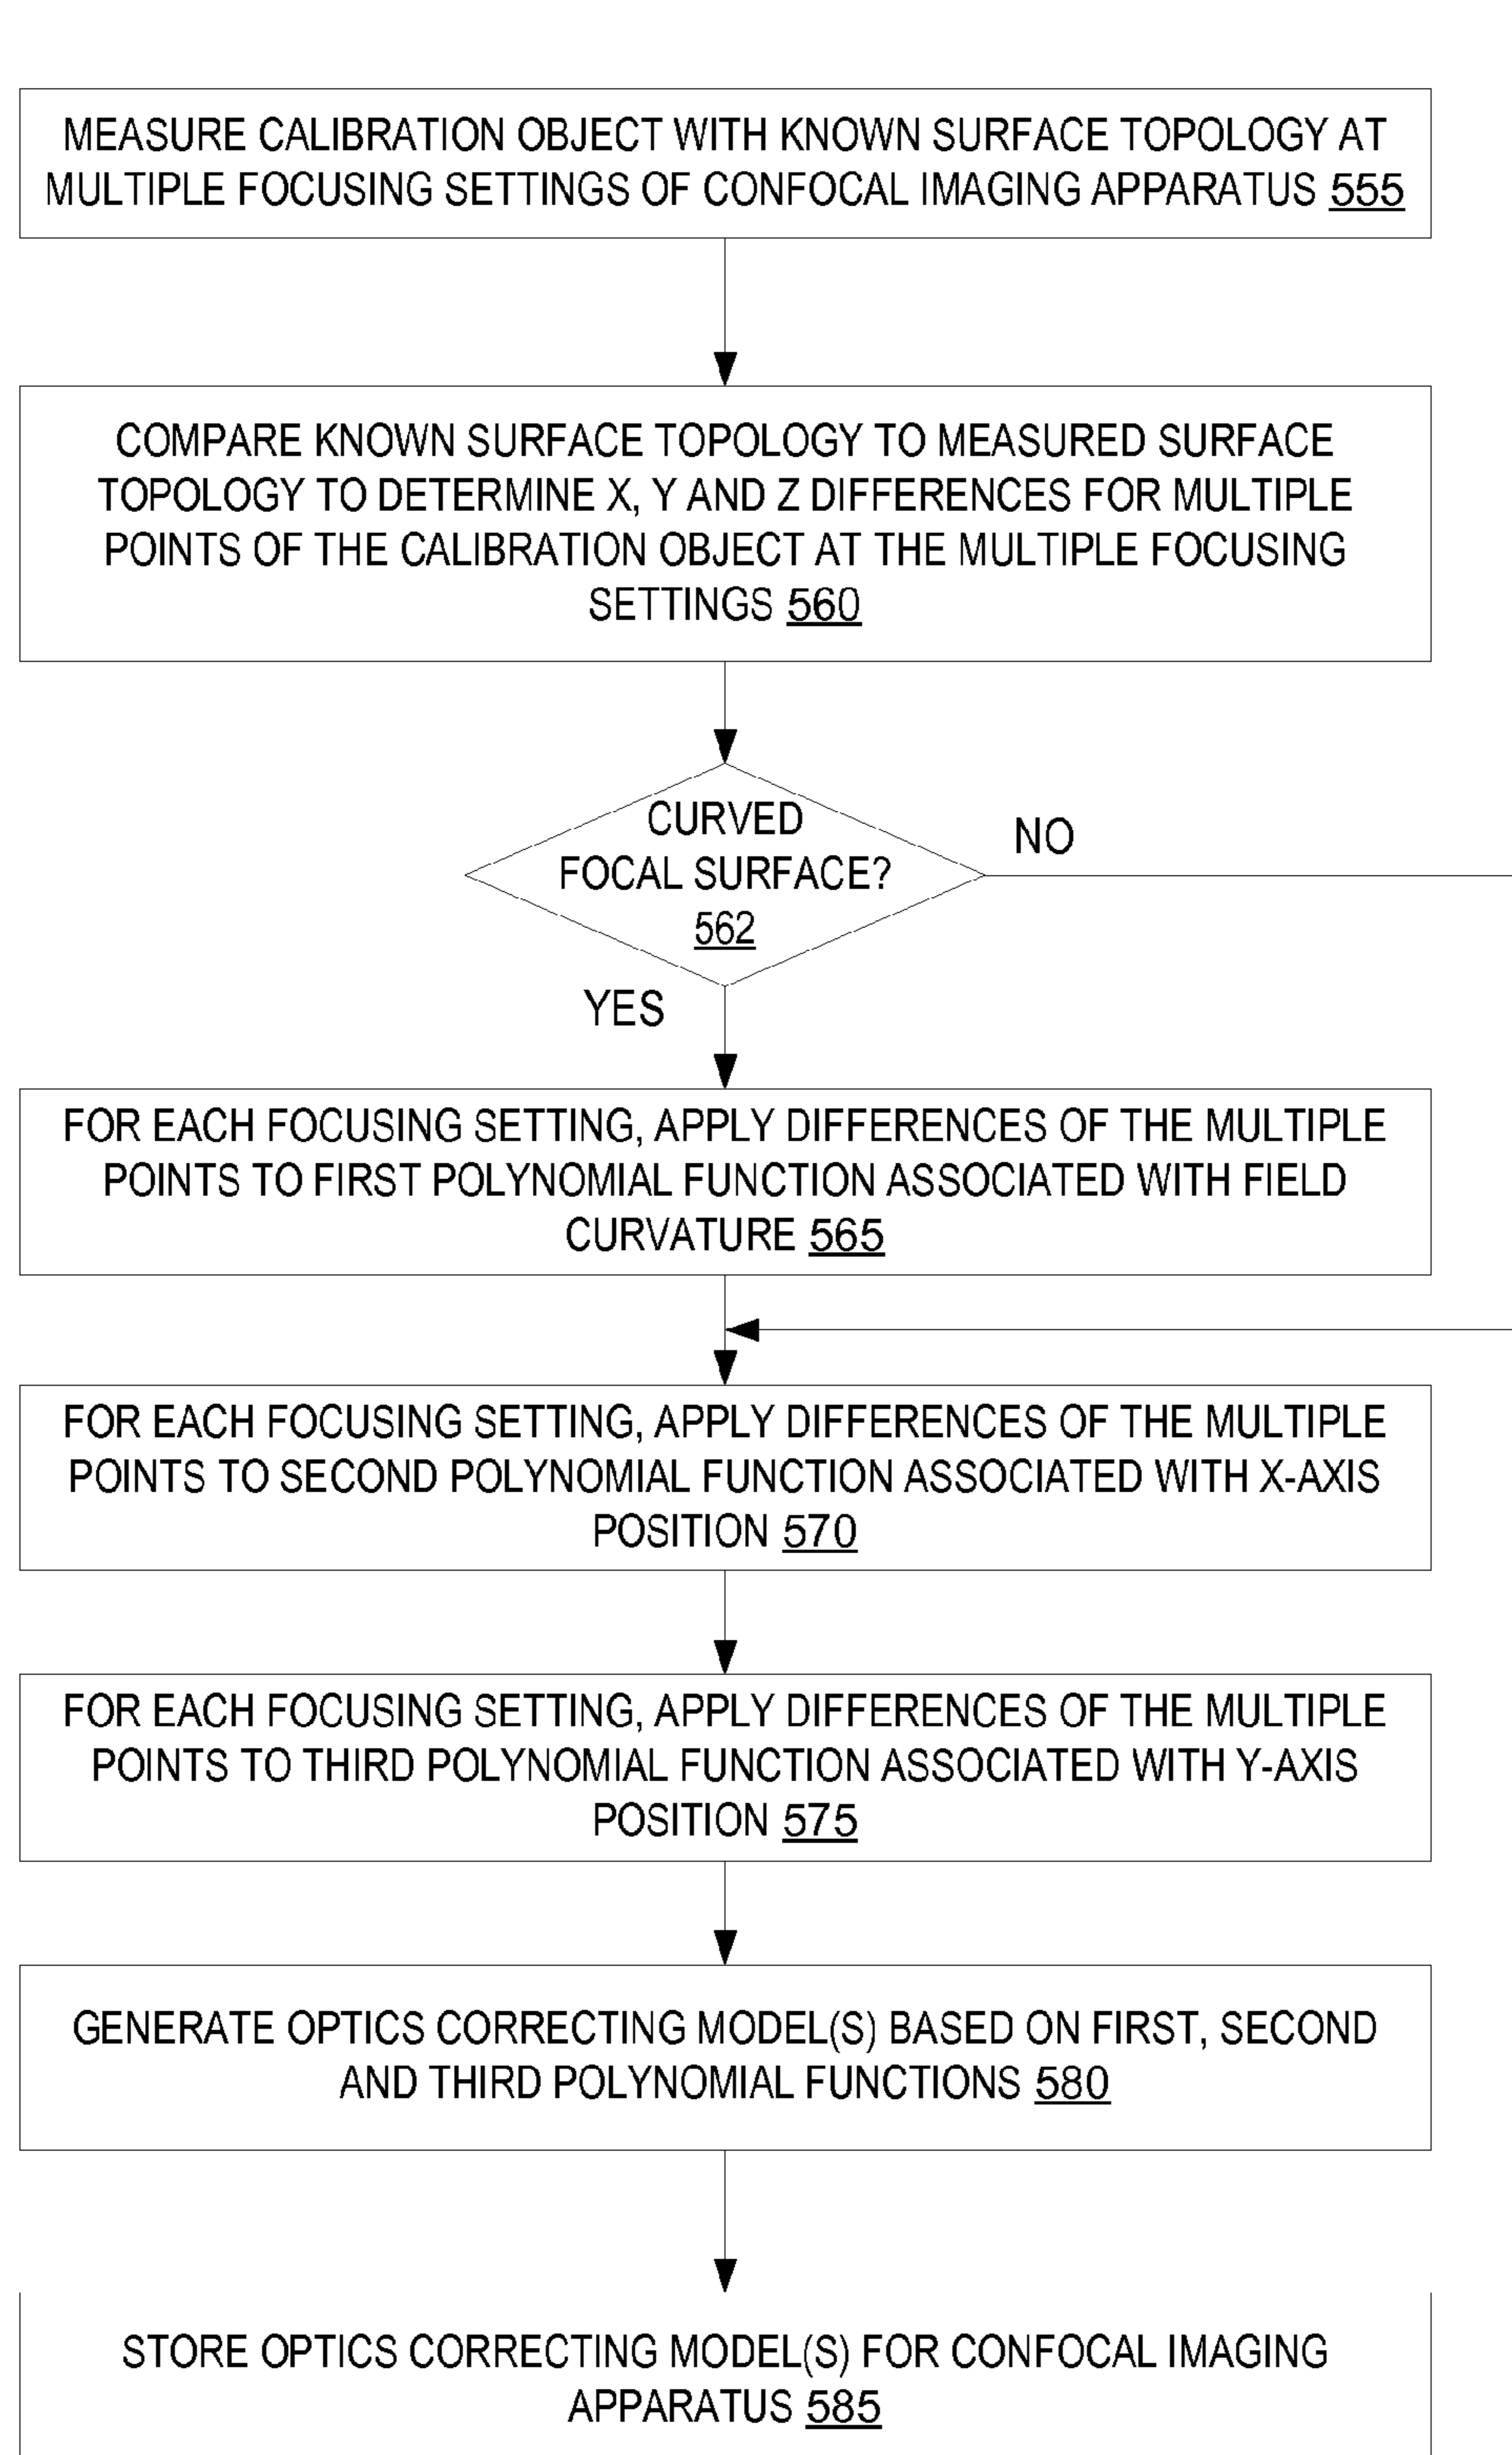 MEASURE CALIBRATION OBJECT WITH KNOWN SURFACE TOPOLOGY AT
MULTIPLE FOCUSING SETTINGS OF CONFOCAL IMAGING APPARATUS 555
COMPARE KNOWN SURFACE TOPOLOGY TO MEASURED SURFACE
TOPOLOGY TO DETERMINE X, Y AND Z DIFFERENCES FOR MULTIPLE
POINTS OF THE CALIBRATION OBJECT AT THE MULTIPLE FOCUSING
SETTINGS 560
CURVED
FOCAL SURFACE?
562
NO
YES
FOR EACH FOCUSING SETTING, APPLY DIFFERENCES OF THE MULTIPLE
POINTS TO FIRST POLYNOMIAL FUNCTION ASSOCIATED WITH FIELD
CURVATURE 565
FOR EACH FOCUSING SETTING, APPLY DIFFERENCES OF THE MULTIPLE
POINTS TO SECOND POLYNOMIAL FUNCTION ASSOCIATED WITH X-AXIS
POSITION 570
FOR EACH FOCUSING SETTING, APPLY DIFFERENCES OF THE MULTIPLE
POINTS TO THIRD POLYNOMIAL FUNCTION ASSOCIATED WITH Y-AXIS
POSITION 575
GENERATE OPTICS CORRECTING MODEL(S) BASED ON FIRST, SECOND
AND THIRD POLYNOMIAL FUNCTIONS 580
STORE OPTICS CORRECTING MODEL(S) FOR CONFOCAL IMAGING
APPARATUS 585